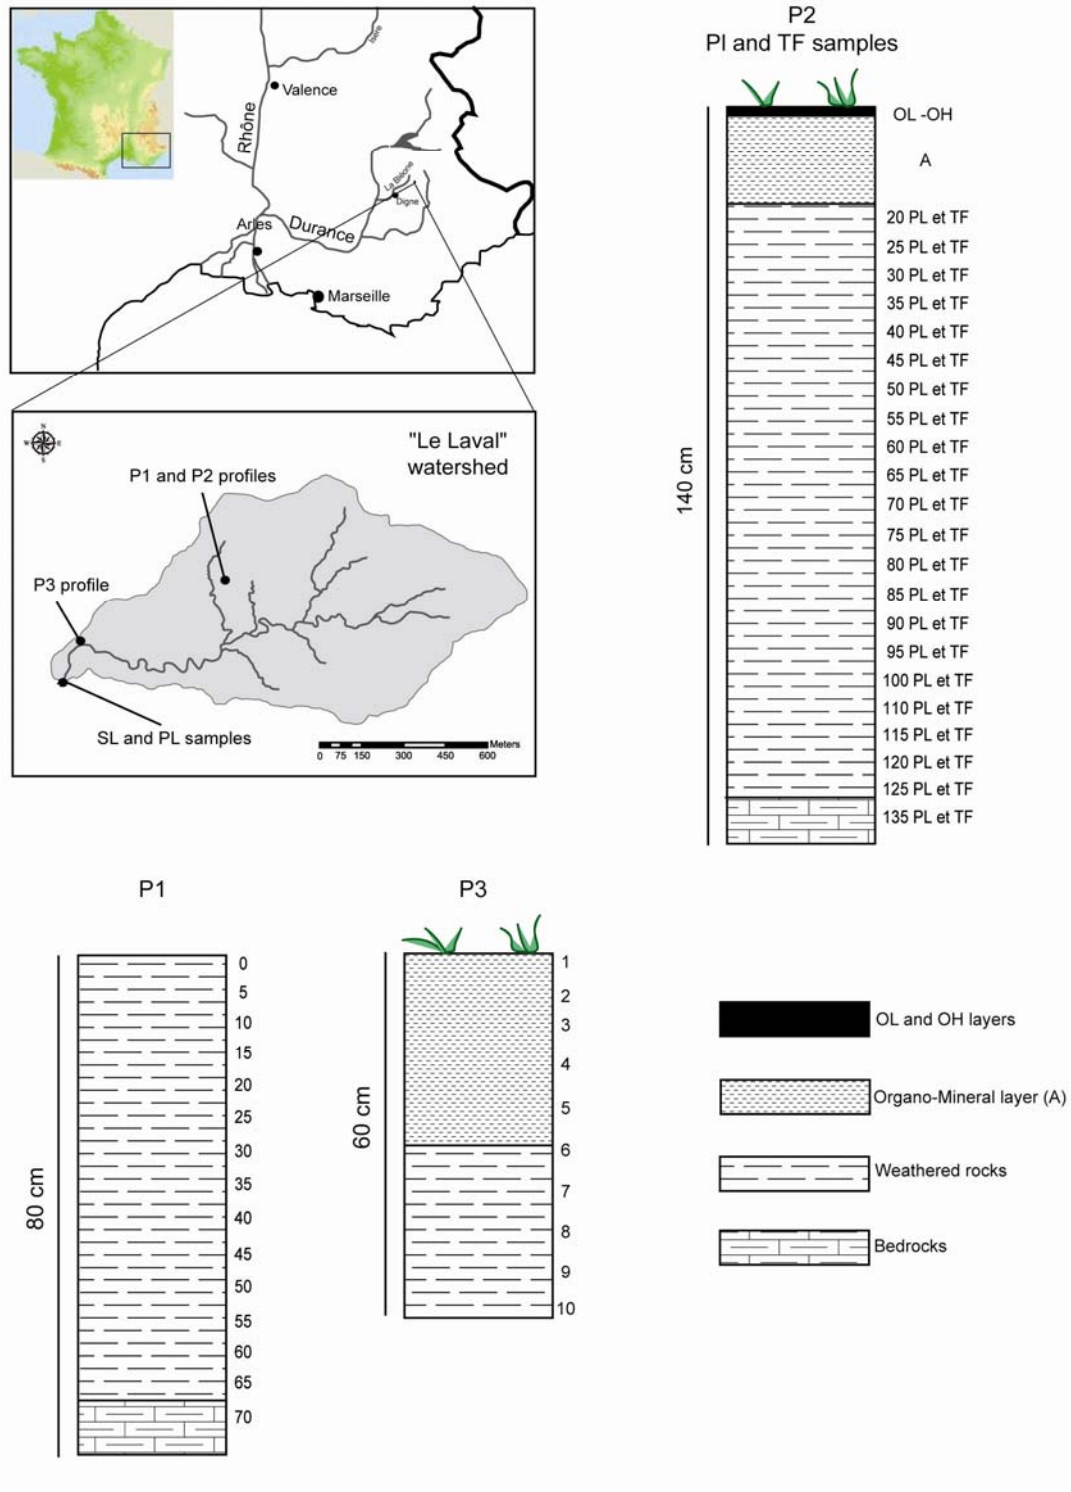 Isère
Valence
Rhône
La Bléone
Digne
Arles
Durance
Marseille
N
W E
S
"Le Laval"
watershed
P1 and P2 profiles
P3 profile
SL and PL samples
Meters
0 75 150 300 450 600
P2
Pl and TF samples
OL -OH
A
20 PL et TF
25 PL et TF
30 PL et TF
35 PL et TF
40 PL et TF
45 PL et TF
50 PL et TF
55 PL et TF
60 PL et TF
65 PL et TF
70 PL et TF
75 PL et TF
80 PL et TF
85 PL et TF
90 PL et TF
95 PL et TF
100 PL et TF
110 PL et TF
115 PL et TF
120 PL et TF
125 PL et TF
135 PL et TF
140 cm
P1
0
5
10
15
20
25
30
35
40
45
50
55
60
65
70
80 cm
P3
1
2
3
4
5
6
7
8
9
10
60 cm
OL and OH layers
Organo-Mineral layer (A)
Weathered rocks
Bedrocks